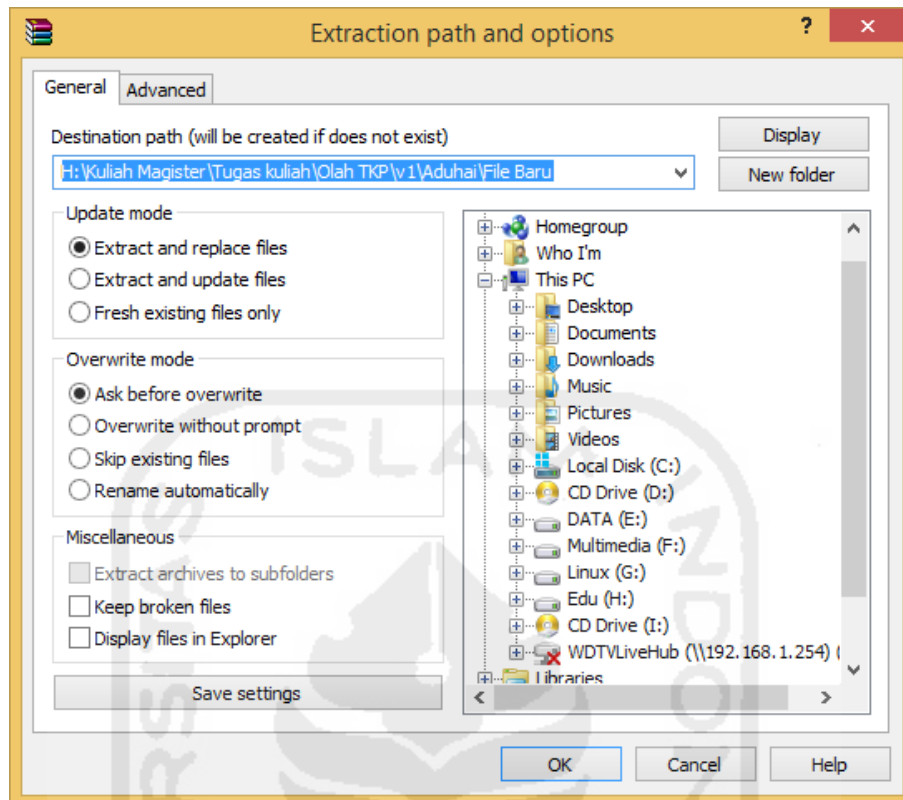 Extraction path and options
?
×
General
Advanced
Destination path (will be created if does not exist)
Display
H:\Kuliah Magister\Tugas kuliah\Olah TKP\v1\Aduhai\File Baru
New folder
Update mode
Extract and replace files
Extract and update files
Fresh existing files only
Overwrite mode
Ask before overwrite
Overwrite without prompt
Skip existing files
Rename automatically
Miscellaneous
Extract archives to subfolders
Keep broken files
Display files in Explorer
Save settings
Homegroup
Who I'm
This PC
Desktop
Documents
Downloads
Music
Pictures
Videos
Local Disk (C:)
CD Drive (D:)
DATA (E:)
Multimedia (F:)
Linux (G:)
Edu (H:)
CD Drive (I:)
WDTVLiveHub (\\192.168.1.254) (
Libraries
OK
Cancel
Help
ISLAM